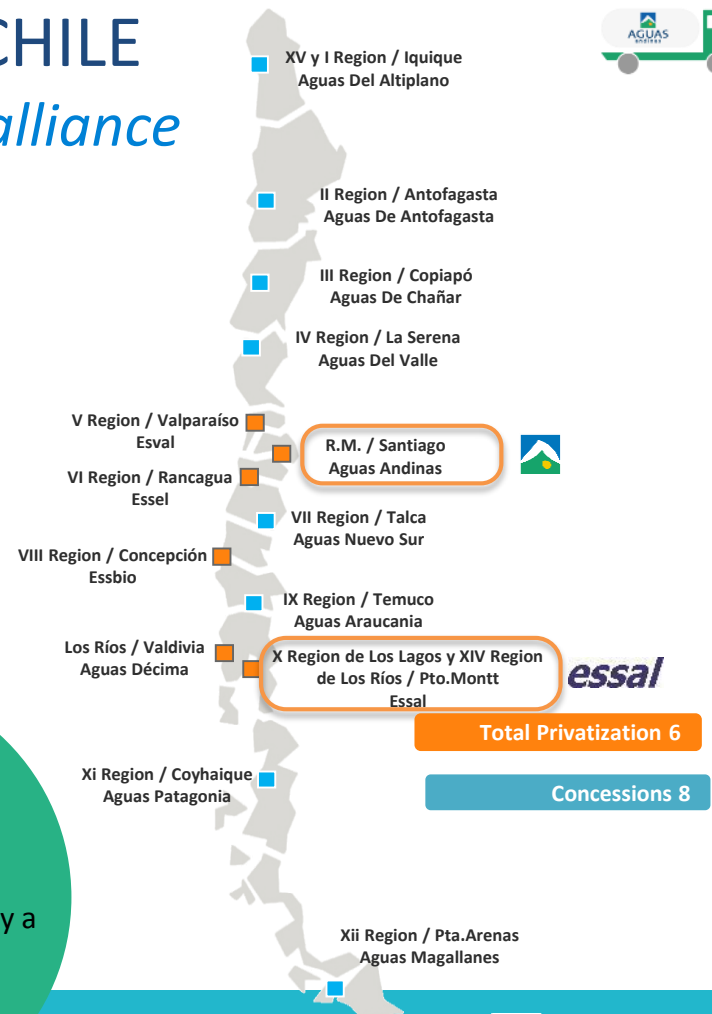 CHILE
alliance
AGUAS
andinas
XV y I Region / Iquique
Aguas Del Altiplano
II Region / Antofagasta
Aguas De Antofagasta
III Region / Copiapó
Aguas De Chañar
IV Region / La Serena
Aguas Del Valle
V Region / Valparaíso
Esval
R.M. / Santiago
Aguas Andinas
VI Region / Rancagua
Essel
VII Region / Talca
Aguas Nuevo Sur
VIII Region / Concepción
Essbio
IX Region / Temuco
Aguas Araucania
Los Ríos / Valdivia
Aguas Décima
X Region de Los Lagos y XIV Region
de Los Ríos / Pto.Montt
Essal
essal
Total Privatization 6
Xi Region / Coyhaique
Aguas Patagonia
Concessions 8
y a
Xii Region / Pta.Arenas
Aguas Magallanes